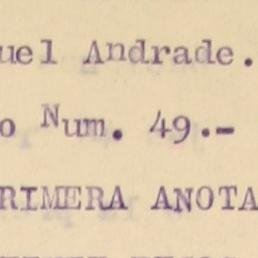 uel Andrade.
o Num. 49.-
RIMERA ANOTA